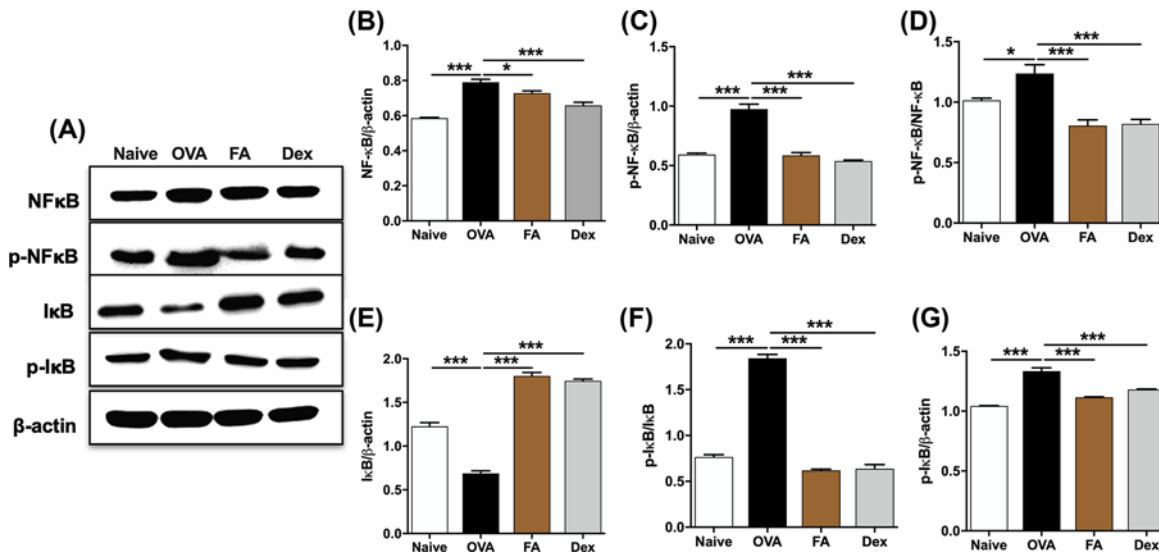 (A)
Naive OVA FA Dex
NFκB
p-NFκB
IκB
p-IκB
β-actin
(B)
NF-κB/β-actin
1.0
0.8
0.6
0.4
0.2
0.0
*** * ***
Naive OVA FA Dex
(C)
p-NF-κB/β-actin
1.5
1.0
0.5
0.0
*** *** ***
Naive OVA FA Dex
(D)
p-NF-κB/NF-κB
1.5
1.0
0.5
0.0
* *** ***
Naive OVA FA Dex
(E)
IκB/β-actin
2.0
1.5
1.0
0.5
0.0
*** *** ***
Naive OVA FA Dex
(F)
p-IκB/IκB
2.0
1.5
1.0
0.5
0.0
*** *** ***
Naive OVA FA Dex
(G)
p-IκB/β-actin
1.5
1.0
0.5
0.0
*** *** ***
Naive OVA FA Dex